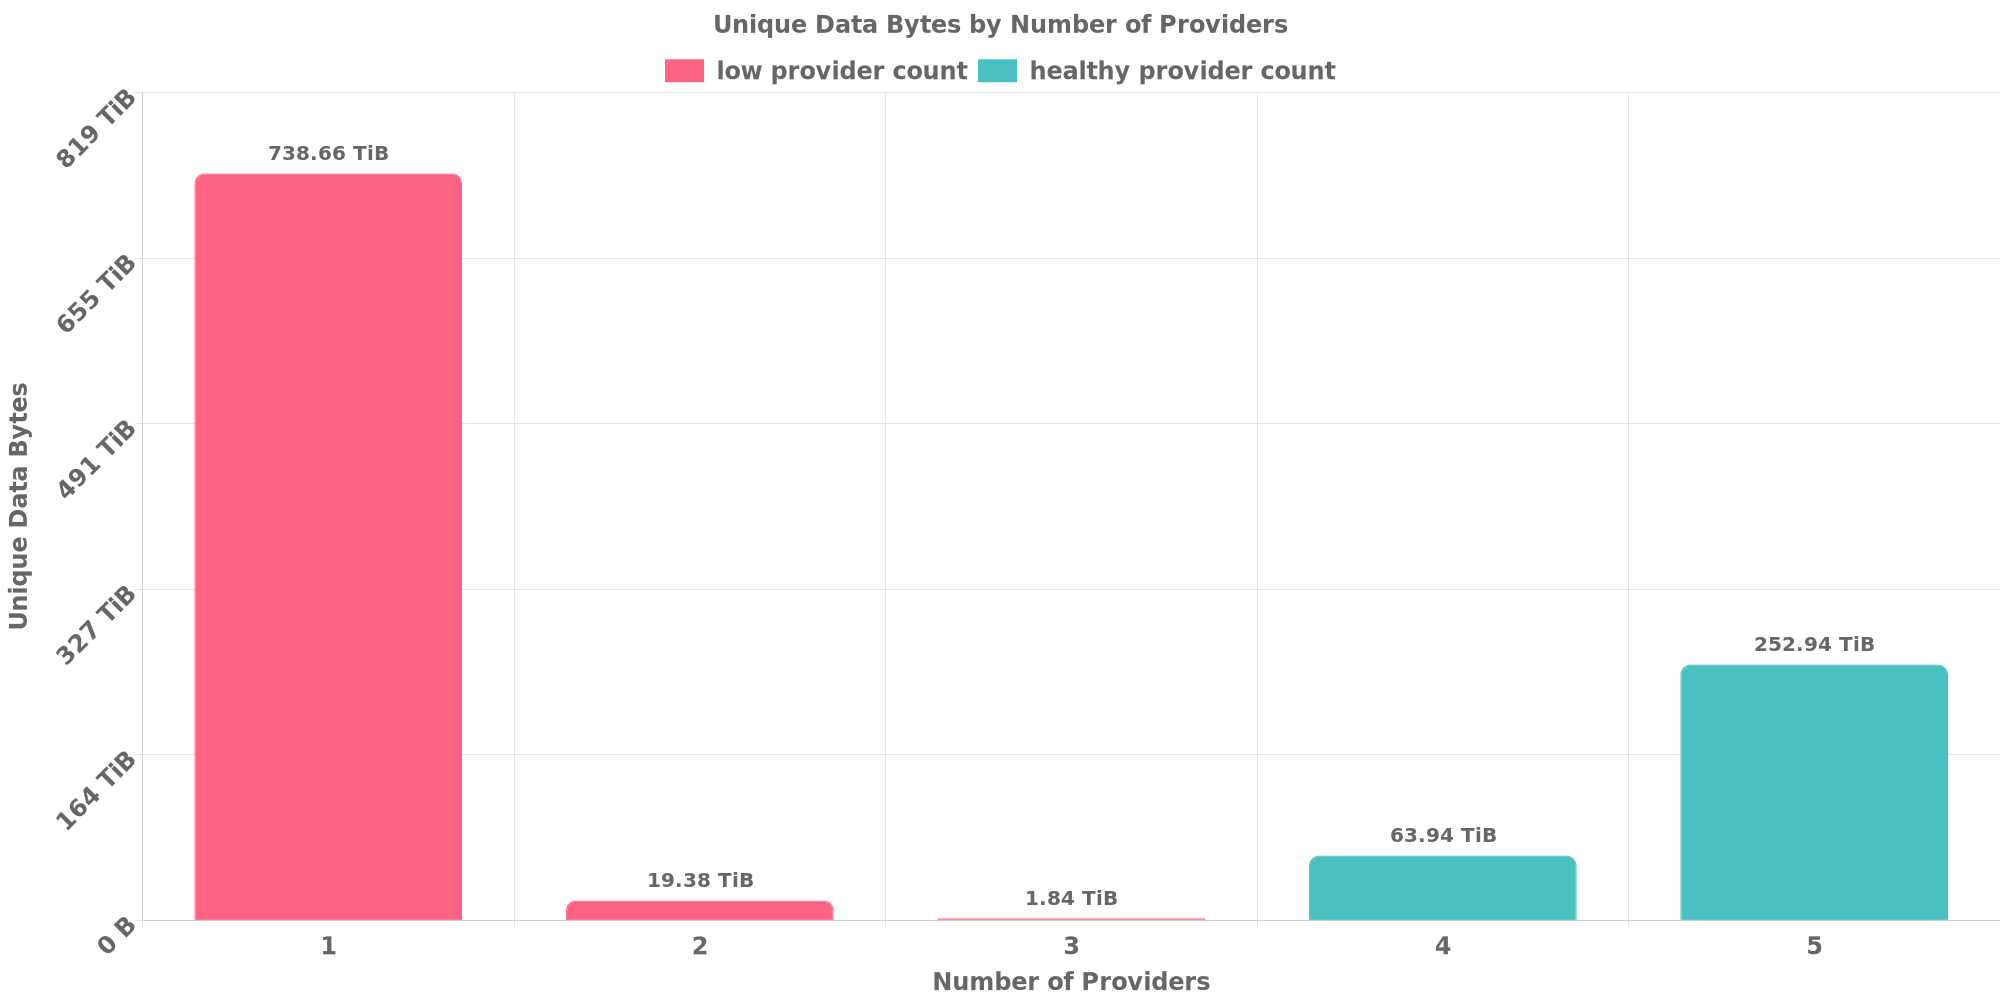 Unique Data Bytes by Number of Providers
low provider count healthy provider count
819 TiB
655 TiB
491 TiB
327 TiB
164 TiB
0 B
Unique Data Bytes
738.66 TiB
19.38 TiB
1.84 TiB
63.94 TiB
252.94 TiB
1 2 3 4 5
Number of Providers